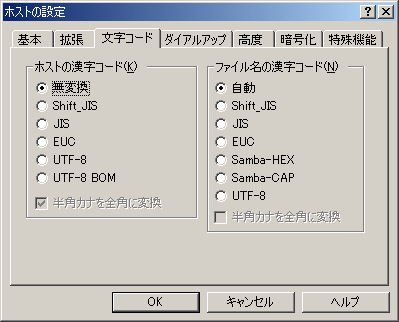 ホストの設定
基本 拡張 文字コード ダイアルアップ 高度 暗号化 特殊機能
ホストの漢字コード(K)
無変換
Shift_JIS
JIS
EUC
UTF-8
UTF-8 BOM
半角カナを全角に変換
ファイル名の漢字コード(N)
自動
Shift_JIS
JIS
EUC
Samba-HEX
Samba-CAP
UTF-8
半角カナを全角に変換
OK キャンセル ヘルプ